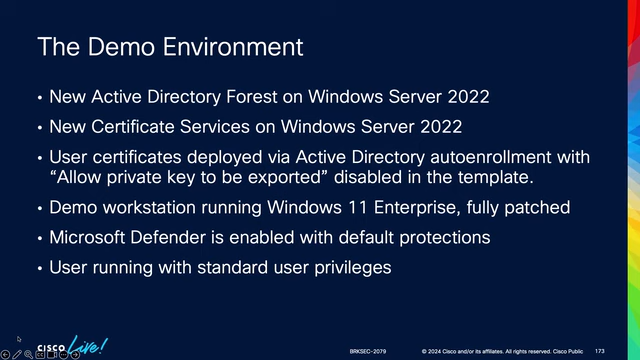 The Demo Environment
• New Active Directory Forest on Windows Server 2022
• New Certificate Services on Windows Server 2022
• User certificates deployed via Active Directory autoenrollment with
“Allow private key to be exported” disabled in the template.
• Demo workstation running Windows 11 Enterprise, fully patched
• Microsoft Defender is enabled with default protections
• User running with standard user privileges
CISCO Live!
BRKSEC-2079
© 2024 Cisco and/or its affiliates. All rights reserved. Cisco Public
173